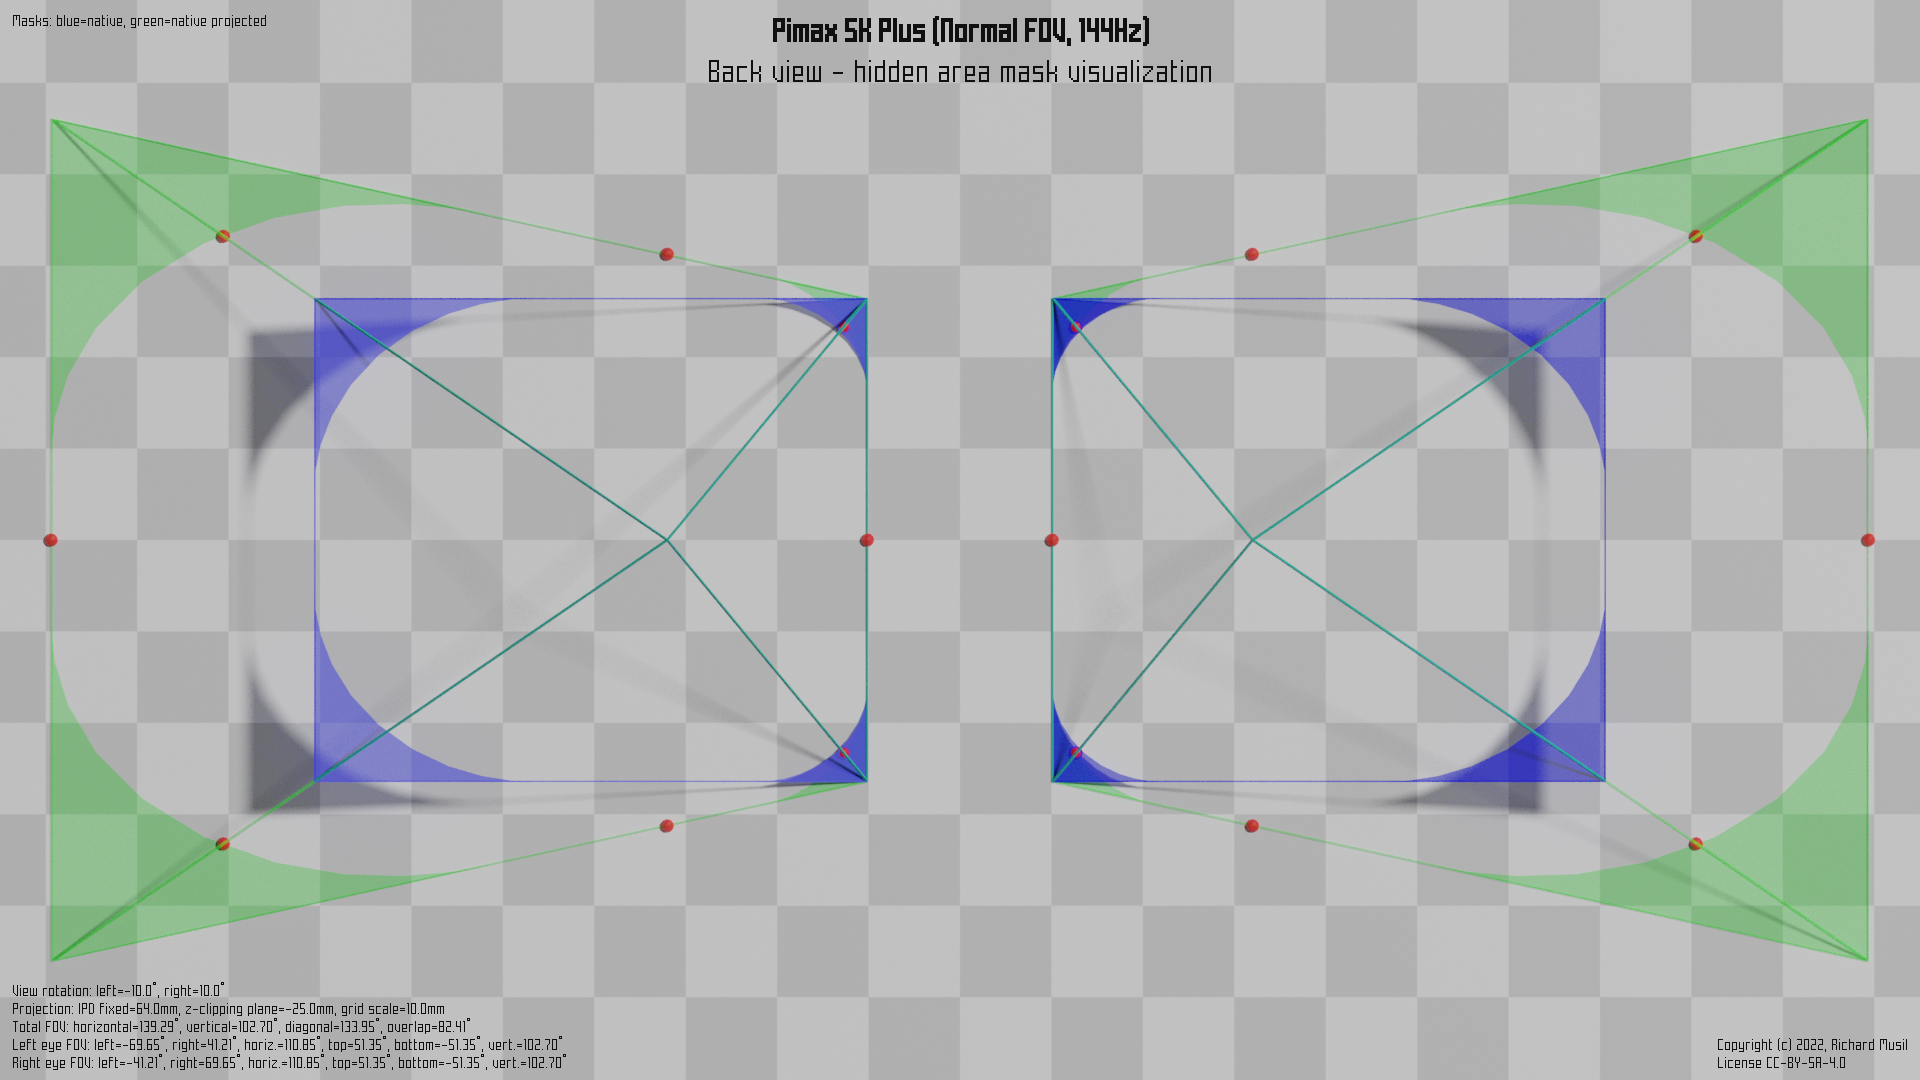 Masks: blue=native, green=native projected
Pimax 5K Plus (Normal FOV, 144Hz)
Back view - hidden area mask visualization
View rotation: left=-10.0°, right=10.0°
Projection: IPD fixed=64.0mm, z-clipping plane=-25.0mm, grid scale=10.0mm
Total FOV: horizontal=139.29°, vertical=102.70°, diagonal=133.95°, overlap=82.41°
Left eye FOV: left=-69.65°, right=41.21°, horiz.=110.85°, top=51.35°, bottom=-51.35°, vert.=102.70°
Right eye FOV: left=-41.21°, right=69.65°, horiz.=110.85°, top=51.35°, bottom=-51.35°, vert.=102.70°
Copyright (c) 2022, Richard Musil
License CC-BY-SA-4.0